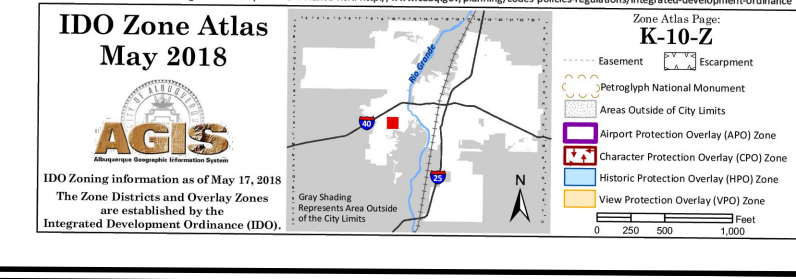 IDO Zone Atlas
May 2018
CITY OF ALBUQUERQUE
AGIS
Albuquerque Geographic Information System
IDO Zoning information as of May 17, 2018
The Zone Districts and Overlay Zones
are established by the
Integrated Development Ordinance (IDO).
Rio Grande
40
25
N
Gray Shading
Represents Area Outside
of the City Limits
Zone Atlas Page:
K-10-Z
Easement
Escarpment
Petroglyph National Monument
Areas Outside of City Limits
Airport Protection Overlay (APO) Zone
Character Protection Overlay (CPO) Zone
Historic Protection Overlay (HPO) Zone
View Protection Overlay (VPO) Zone
Feet
0 250 500 1,000